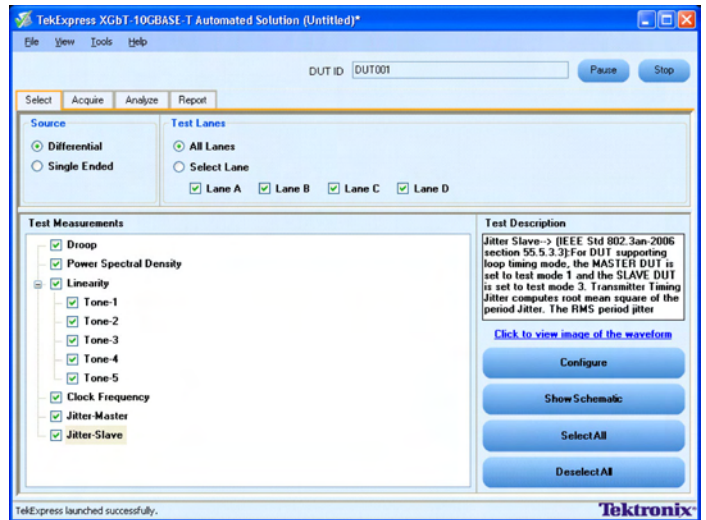 TekExpress XGbT-10GBASE-T Automated Solution (Untitled)*
File View Tools Help
DUT ID DUT001 Pause Stop
Select Acquire Analyze Report
Source Test Lanes
Differential All Lanes
Single Ended Select Lane
Lane A Lane B Lane C Lane D
Test Measurements
Droop
Power Spectral Density
Linearity
Tone-1
Tone-2
Tone-3
Tone-4
Tone-5
Clock Frequency
Jitter-Master
Jitter-Slave
Test Description
Jitter Slave--> (IEEE Std 802.3an-2006
section 55.5.3.3):For DUT supporting
loop timing mode, the MASTER DUT is
set to test mode 1 and the SLAVE DUT
is set to test mode 3. Transmitter Timing
Jitter computes root mean square of the
period Jitter. The RMS period jitter
Click to view image of the waveform
Configure
Show Schematic
Select All
Deselect All
TekExpress launched successfully.
Tektronix